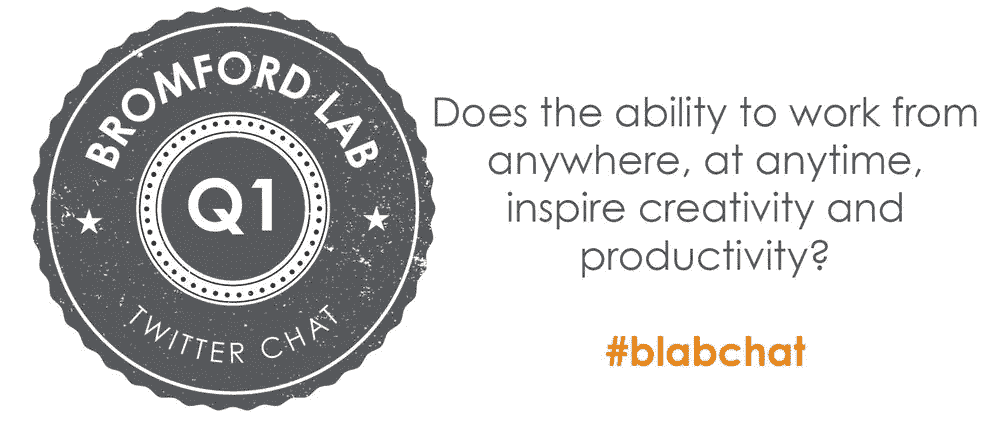 BROMFORD LAB
Q1
TWITTER CHAT
Does the ability to work from
anywhere, at anytime,
inspire creativity and
productivity?
#blabchat